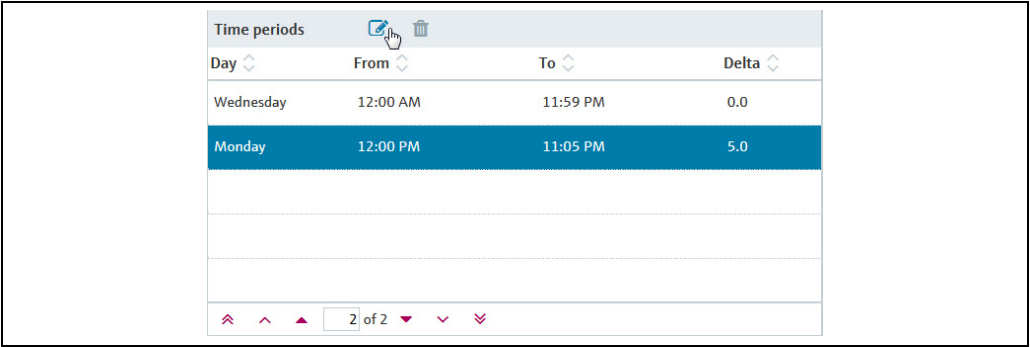 Time periods
Day From To Delta
Wednesday 12:00 AM 11:59 PM 0.0
Monday 12:00 PM 11:05 PM 5.0
2 of 2